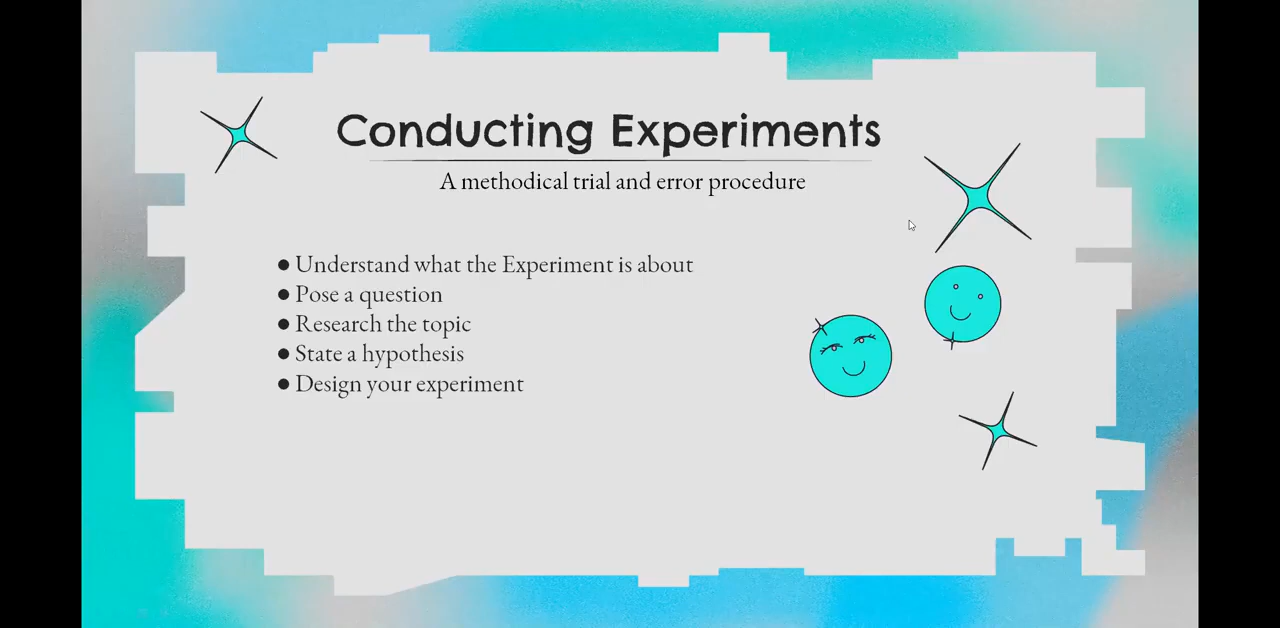 Conducting Experiments
A methodical trial and error procedure
● Understand what the Experiment is about
● Pose a question
● Research the topic
● State a hypothesis
● Design your experiment